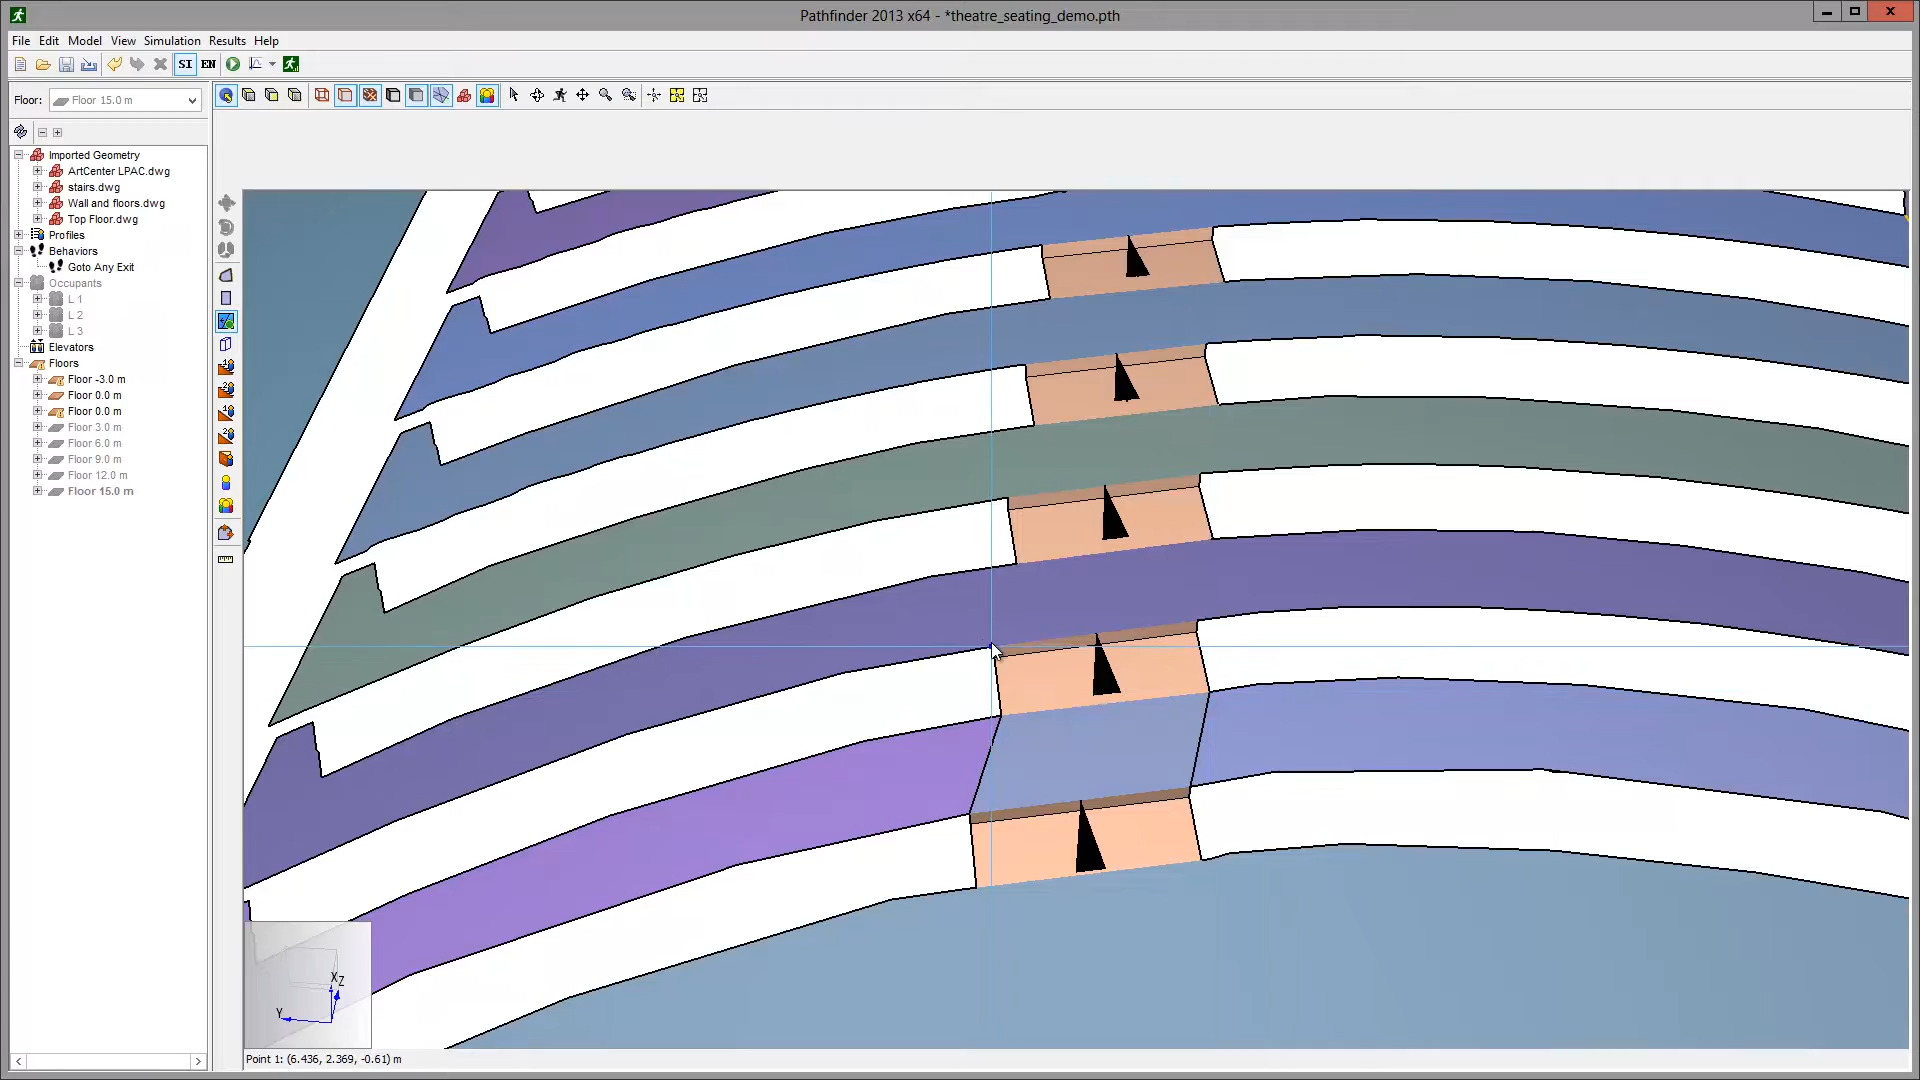 Pathfinder 2013 x64 - *theatre_seating_demo.pth
File Edit Model View Simulation Results Help
SI EN
Floor: Floor 15.0 m
Imported Geometry
ArtCenter LPAC.dwg
stairs.dwg
Wall and floors.dwg
Top Floor.dwg
Profiles
Behaviors
Goto Any Exit
Occupants
L 1
L 2
L 3
Elevators
Floors
Floor -3.0 m
Floor 0.0 m
Floor 0.0 m
Floor 3.0 m
Floor 6.0 m
Floor 9.0 m
Floor 12.0 m
Floor 15.0 m
X Z
Y
Point 1: (6.436, 2.369, -0.61) m